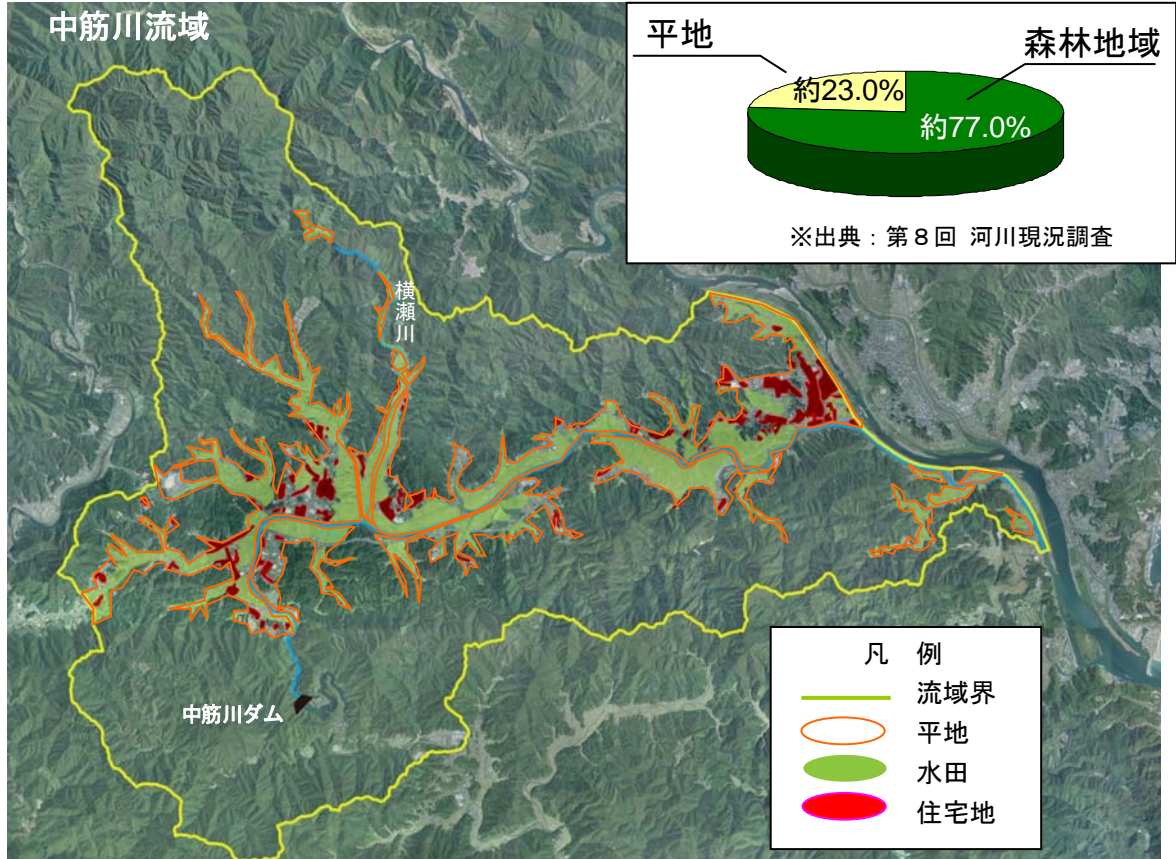 中筋川流域
平地
森林地域
約23.0%
約77.0%
※出典：第８回 河川現況調査
横瀬川
中筋川ダム
凡 例
流域界
平地
水田
住宅地